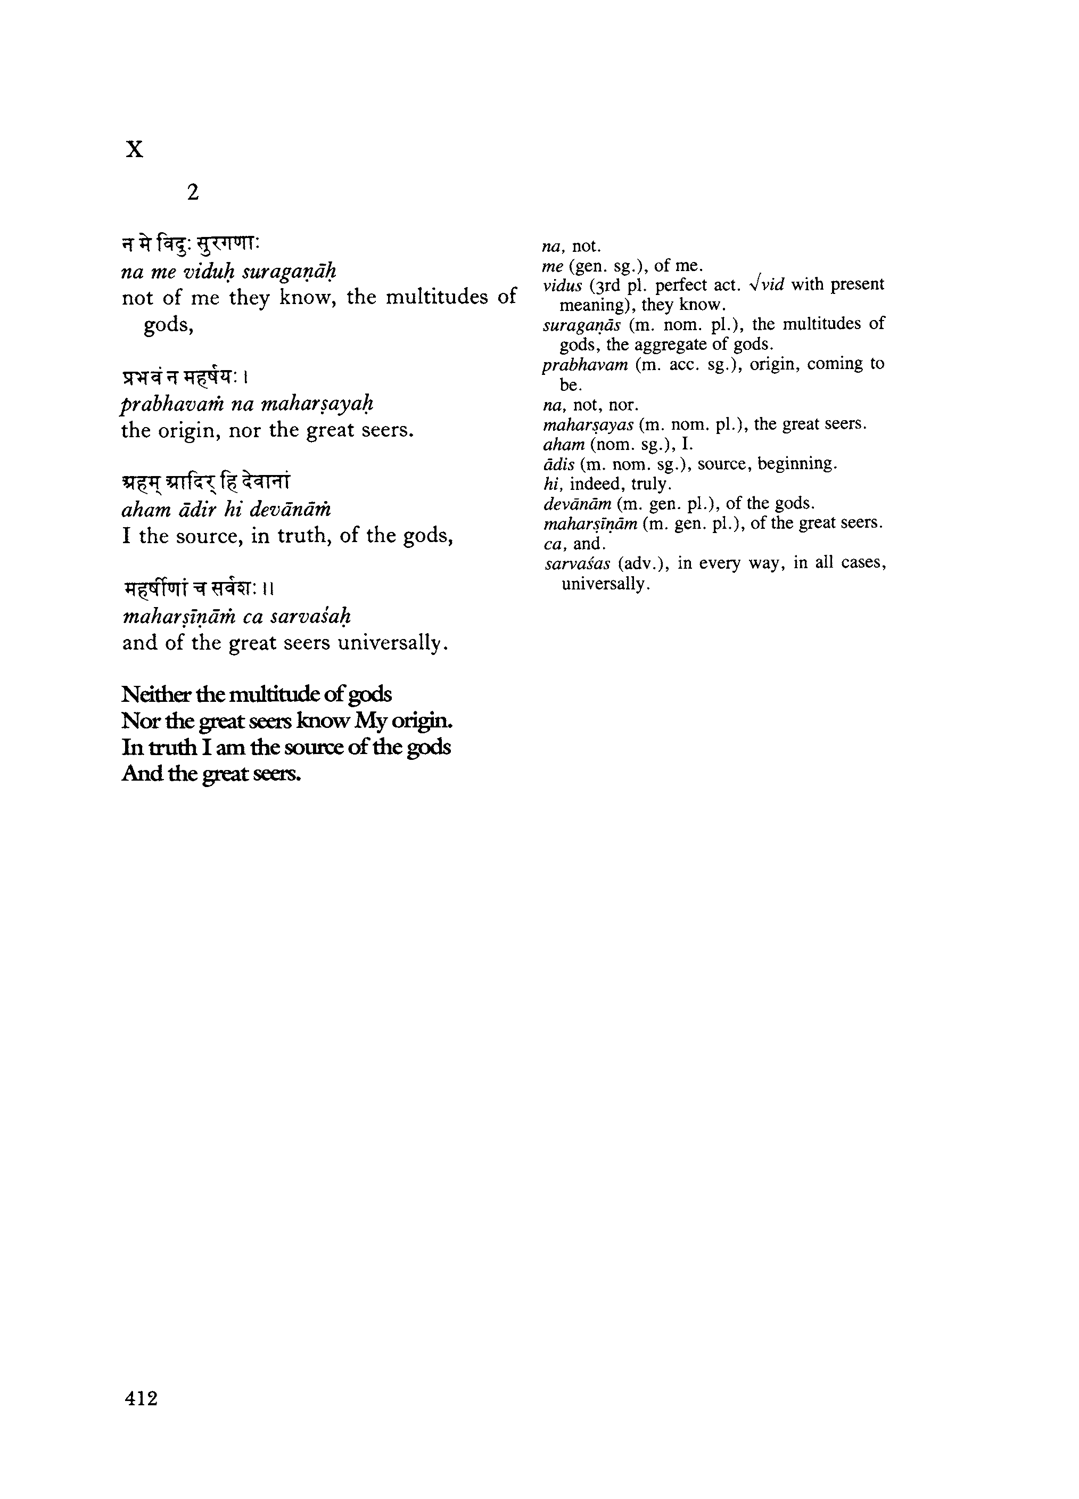 X
2
न मे विदुः सुरगणाः
na me viduḥ suragaṇāḥ
not of me they know, the multitudes of
gods,
प्रभवं न महर्षयः ।
prabhavaṁ na maharṣayaḥ
the origin, nor the great seers.
अहम् आदिर् हि देवानां
aham ādir hi devānāṁ
I the source, in truth, of the gods,
महर्षीणां च सर्वशः ।।
maharṣīṇāṁ ca sarvaśaḥ
and of the great seers universally.
Neither the multitude of gods
Nor the great seers know My origin.
In truth I am the source of the gods
And the great seers.
na, not.
me (gen. sg.), of me.
vidus (3rd pl. perfect act. √vid with present
meaning), they know.
suragaṇās (m. nom. pl.), the multitudes of
gods, the aggregate of gods.
prabhavam (m. acc. sg.), origin, coming to
be.
na, not, nor.
maharṣayas (m. nom. pl.), the great seers.
aham (nom. sg.), I.
ādis (m. nom. sg.), source, beginning.
hi, indeed, truly.
devānām (m. gen. pl.), of the gods.
maharṣīṇām (m. gen. pl.), of the great seers.
ca, and.
sarvaśas (adv.), in every way, in all cases,
universally.
412